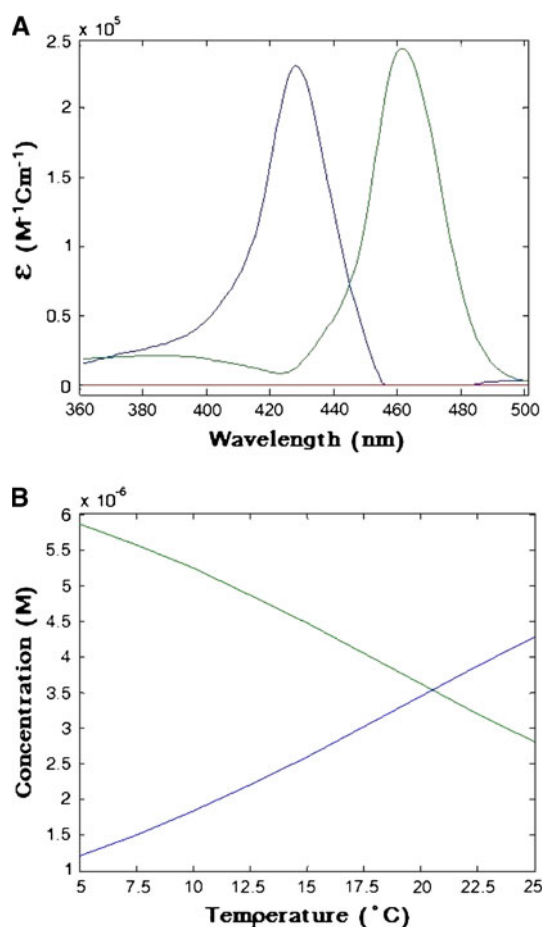 A
x 10⁵
2.5
2
1.5
1
0.5
0
ε (M⁻¹Cm⁻¹)
360 380 400 420 440 460 480 500
Wavelength (nm)
B
x 10⁻⁶
6
5.5
5
4.5
4
3.5
3
2.5
2
1.5
1
Concentration (M)
5 7.5 10 12.5 15 17.5 20 22.5 25
Temperature (°C)